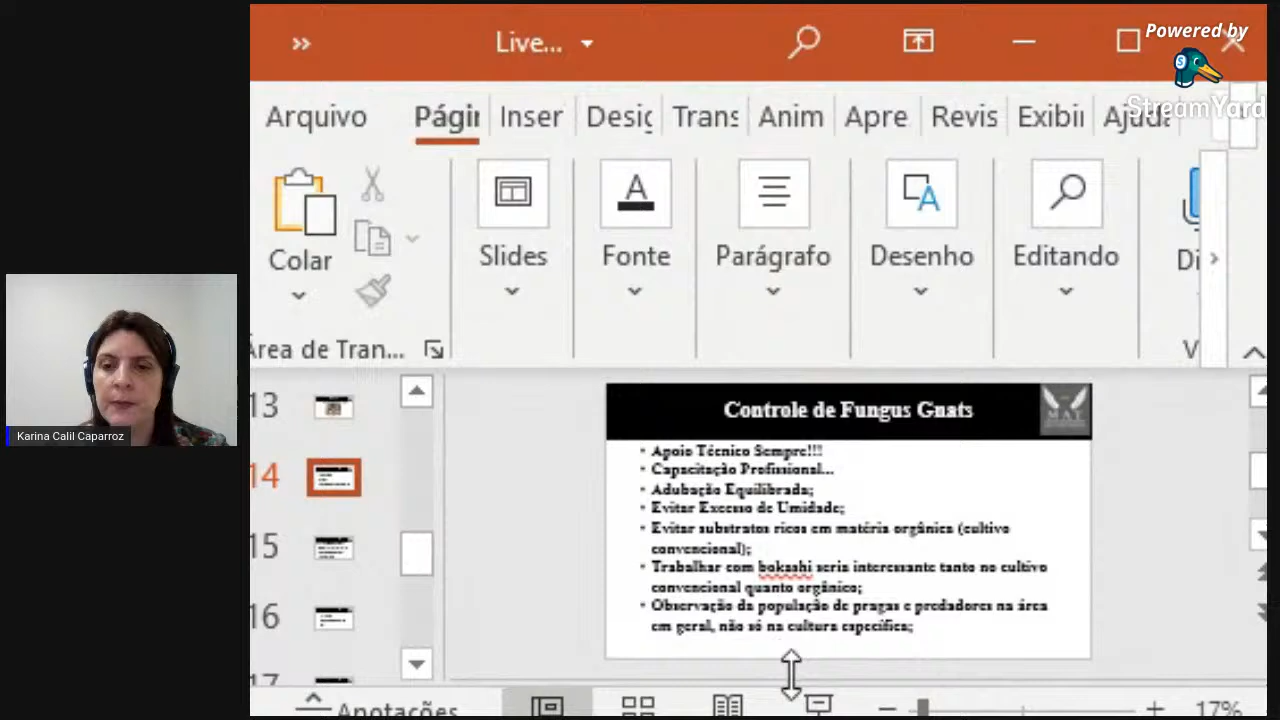 Powered by
StreamYard
Live...
Arquivo Págin Inser Desig Trans Anim Apre Revis Exibii Ajuda
Colar Slides Fonte Parágrafo Desenho Editando Di
Área de Tran... V
13
14
15
16
17
Controle de Fungus Gnats
M.A.T.
• Apoio Técnico Sempre!!!
• Capacitação Profissional...
• Adubação Equilibrada;
• Evitar Excesso de Umidade;
• Evitar substratos ricos em matéria orgânica (cultivo
convencional);
• Trabalhar com bokashi seria interessante tanto no cultivo
convencional quanto orgânico;
• Observação da população de pragas e predadores na área
em geral, não só na cultura específica;
Karina Calil Caparroz
Anotações
17%